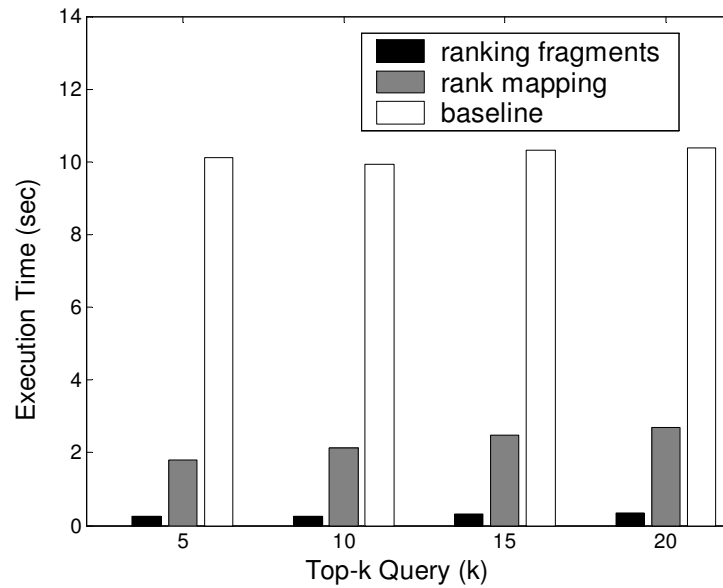 14
12
10
8
6
4
2
0
Execution Time (sec)
ranking fragments
rank mapping
baseline
5 10 15 20
Top-k Query (k)